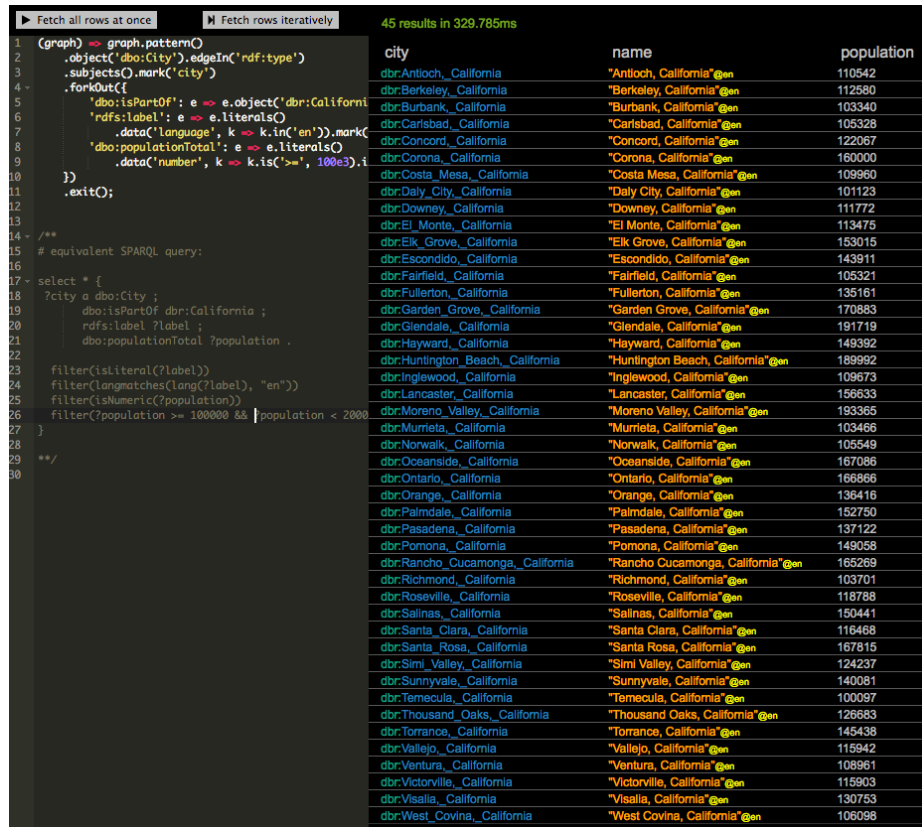 Fetch all rows at once
Fetch rows iteratively
1 (graph) => graph.pattern()
2 .object('dbo:City').edgeIn('rdf:type')
3 .subjects().mark('city')
4 .forkOut({
5 'dbo:isPartOf': e => e.object('dbr:Californi
6 'rdfs:label': e => e.literals()
7 .data('language', k => k.in('en')).mark(
8 'dbo:populationTotal': e => e.literals()
9 .data('number', k => k.is('>=', 100e3).i
10 })
11 .exit();
12
13
14 /**
15 # equivalent SPARQL query:
16
17 select * {
18 ?city a dbo:City ;
19 dbo:isPartOf dbr:California ;
20 rdfs:label ?label ;
21 dbo:populationTotal ?population .
22
23 filter(isLiteral(?label))
24 filter(langmatches(lang(?label), "en"))
25 filter(isNumeric(?population))
26 filter(?population >= 100000 && ?population < 2000
27 }
28
29 **/
30
45 results in 329.785ms
city name population
dbr:Antioch,_California "Antioch, California"@en 110542
dbr:Berkeley,_California "Berkeley, California"@en 112580
dbr:Burbank,_California "Burbank, California"@en 103340
dbr:Carlsbad,_California "Carlsbad, California"@en 105328
dbr:Concord,_California "Concord, California"@en 122067
dbr:Corona,_California "Corona, California"@en 160000
dbr:Costa_Mesa,_California "Costa Mesa, California"@en 109960
dbr:Daly_City,_California "Daly City, California"@en 101123
dbr:Downey,_California "Downey, California"@en 111772
dbr:El_Monte,_California "El Monte, California"@en 113475
dbr:Elk_Grove,_California "Elk Grove, California"@en 153015
dbr:Escondido,_California "Escondido, California"@en 143911
dbr:Fairfield,_California "Fairfield, California"@en 105321
dbr:Fullerton,_California "Fullerton, California"@en 135161
dbr:Garden_Grove,_California "Garden Grove, California"@en 170883
dbr:Glendale,_California "Glendale, California"@en 191719
dbr:Hayward,_California "Hayward, California"@en 149392
dbr:Huntington_Beach,_California "Huntington Beach, California"@en 189992
dbr:Inglewood,_California "Inglewood, California"@en 109673
dbr:Lancaster,_California "Lancaster, California"@en 156633
dbr:Moreno_Valley,_California "Moreno Valley, California"@en 193365
dbr:Murrieta,_California "Murrieta, California"@en 103466
dbr:Norwalk,_California "Norwalk, California"@en 105549
dbr:Oceanside,_California "Oceanside, California"@en 167086
dbr:Ontario,_California "Ontario, California"@en 166866
dbr:Orange,_California "Orange, California"@en 136416
dbr:Palmdale,_California "Palmdale, California"@en 152750
dbr:Pasadena,_California "Pasadena, California"@en 137122
dbr:Pomona,_California "Pomona, California"@en 149058
dbr:Rancho_Cucamonga,_California "Rancho Cucamonga, California"@en 165269
dbr:Richmond,_California "Richmond, California"@en 103701
dbr:Roseville,_California "Roseville, California"@en 118788
dbr:Salinas,_California "Salinas, California"@en 150441
dbr:Santa_Clara,_California "Santa Clara, California"@en 116468
dbr:Santa_Rosa,_California "Santa Rosa, California"@en 167815
dbr:Simi_Valley,_California "Simi Valley, California"@en 124237
dbr:Sunnyvale,_California "Sunnyvale, California"@en 140081
dbr:Temecula,_California "Temecula, California"@en 100097
dbr:Thousand_Oaks,_California "Thousand Oaks, California"@en 126683
dbr:Torrance,_California "Torrance, California"@en 145438
dbr:Vallejo,_California "Vallejo, California"@en 115942
dbr:Ventura,_California "Ventura, California"@en 108961
dbr:Victorville,_California "Victorville, California"@en 115903
dbr:Visalia,_California "Visalia, California"@en 130753
dbr:West_Covina,_California "West Covina, California"@en 106098